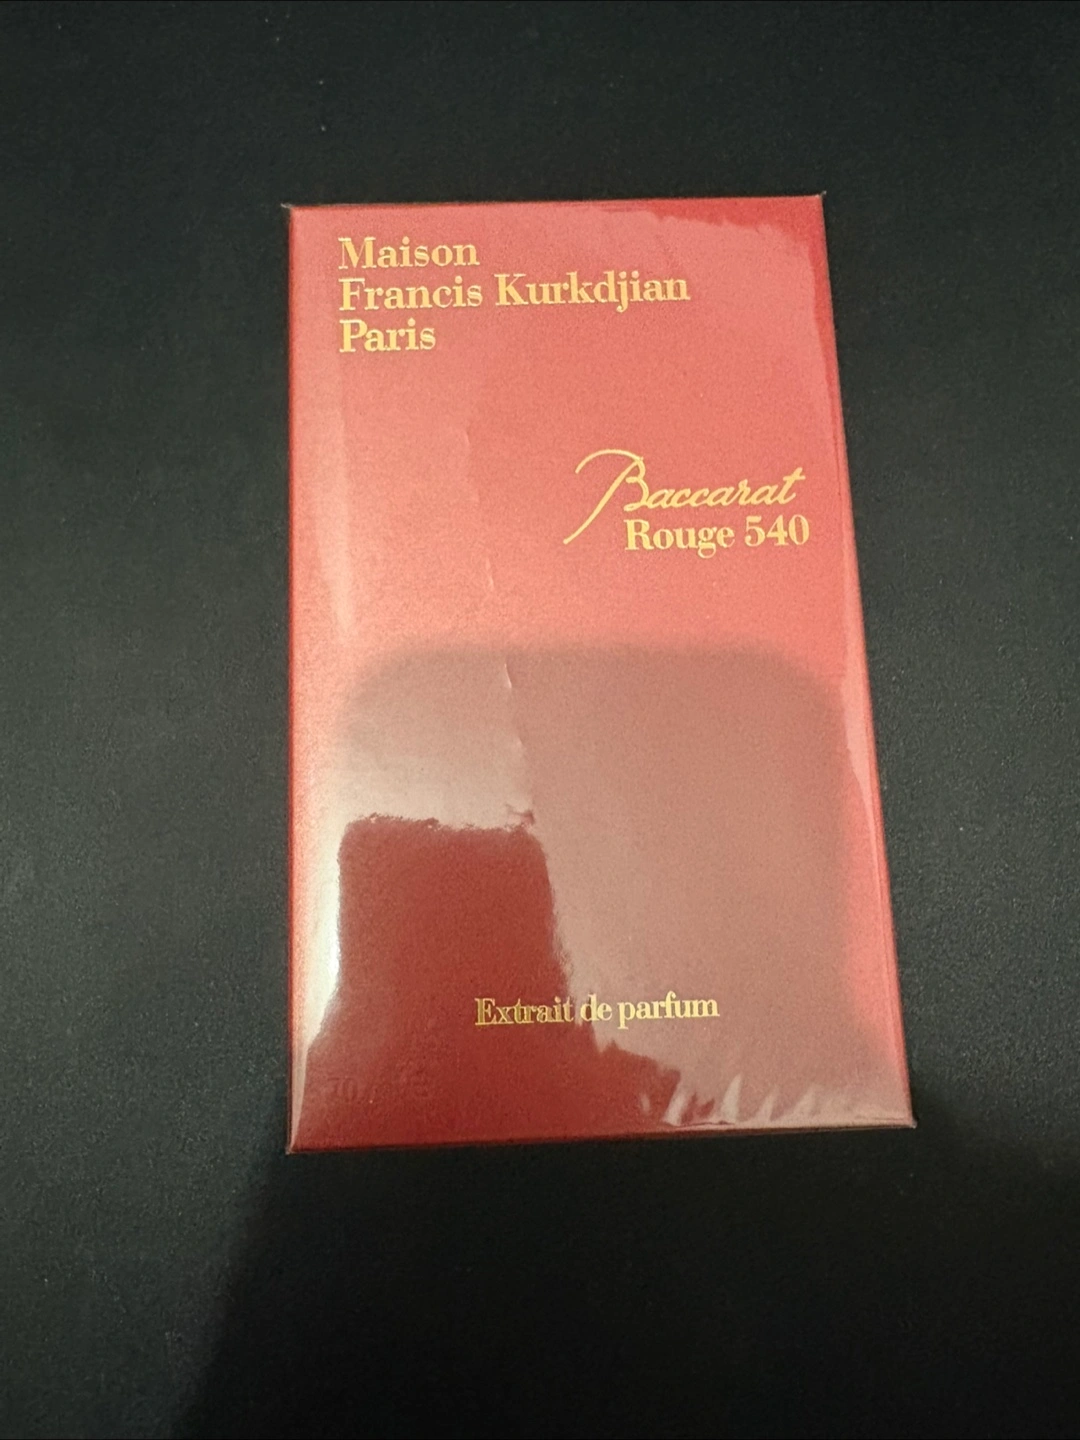 Maison
Francis Kurkdjian
Paris
Baccarat
Rouge 540
Extrait de parfum